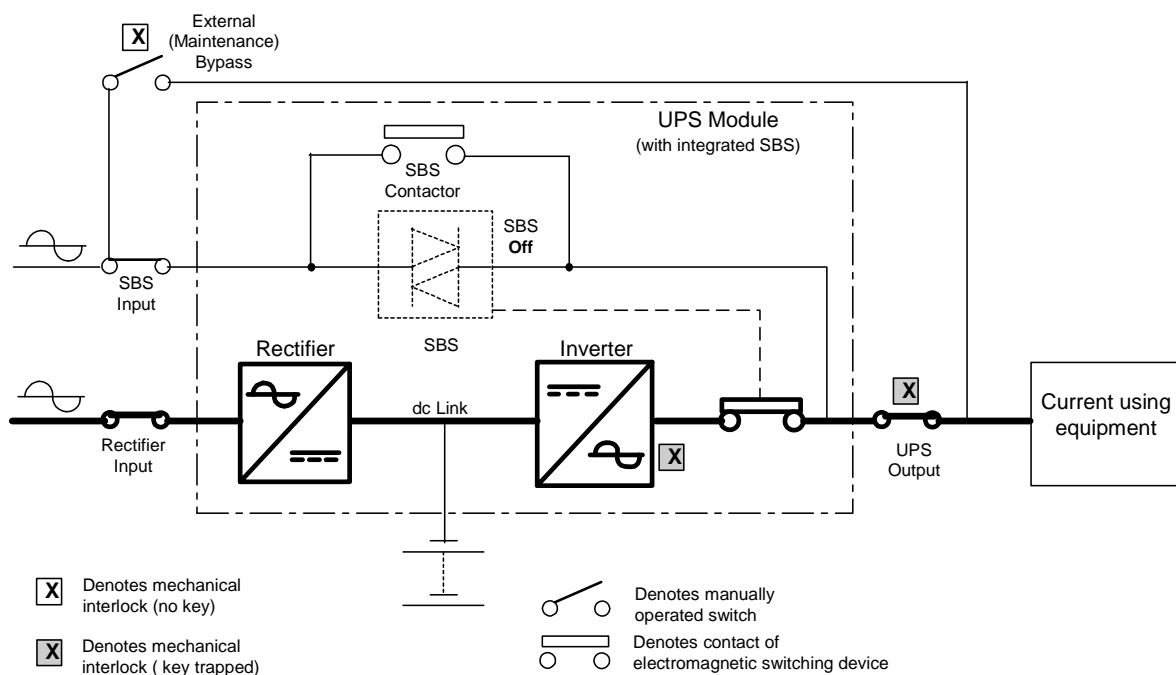 X
External
(Maintenance)
Bypass
UPS Module
(with integrated SBS)
SBS
Contactor
SBS
Off
SBS
Input
SBS
Rectifier
Inverter
dc Link
X
X
Rectifier
Input
UPS
Output
Current using
equipment
X
Denotes mechanical
interlock (no key)
X
Denotes mechanical
interlock ( key trapped)
Denotes manually
operated switch
Denotes contact of
electromagnetic switching device